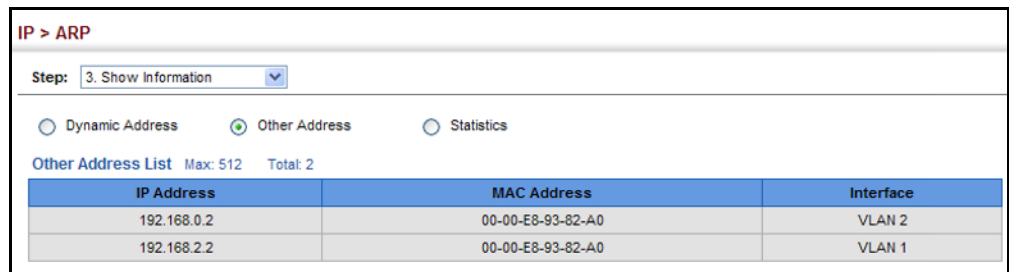 IP > ARP
Step: 3. Show Information
Dynamic Address Other Address Statistics
Other Address List Max: 512 Total: 2
IP Address MAC Address Interface
192.168.0.2 00-00-E8-93-82-A0 VLAN 2
192.168.2.2 00-00-E8-93-82-A0 VLAN 1